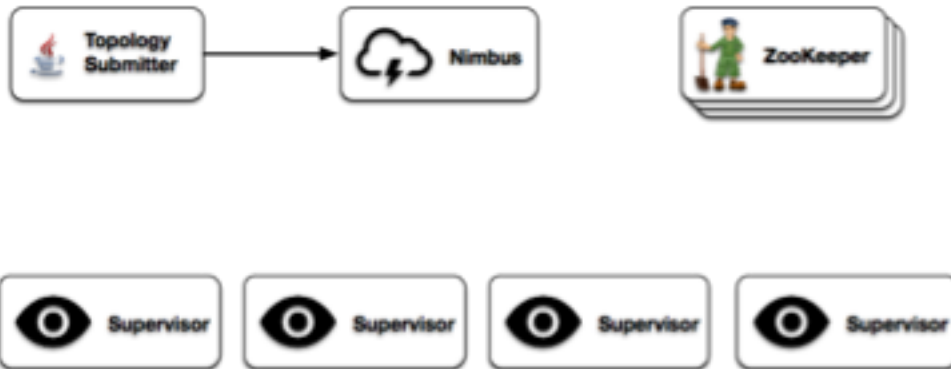 Topology
Submitter
Nimbus
ZooKeeper
Supervisor
Supervisor
Supervisor
Supervisor